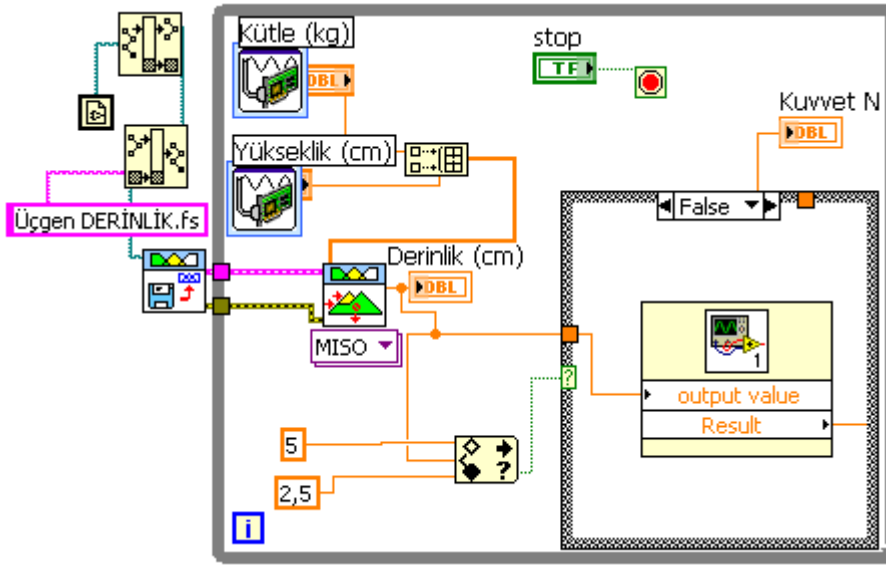 Kütle (kg)
DBL
stop
TF
Kuvvet N
DBL
Yükseklik (cm)
False
Üçgen DERİNLİK.fs
Derinlik (cm)
DBL
MISO
1
?
output value
Result
5
?
2,5
i